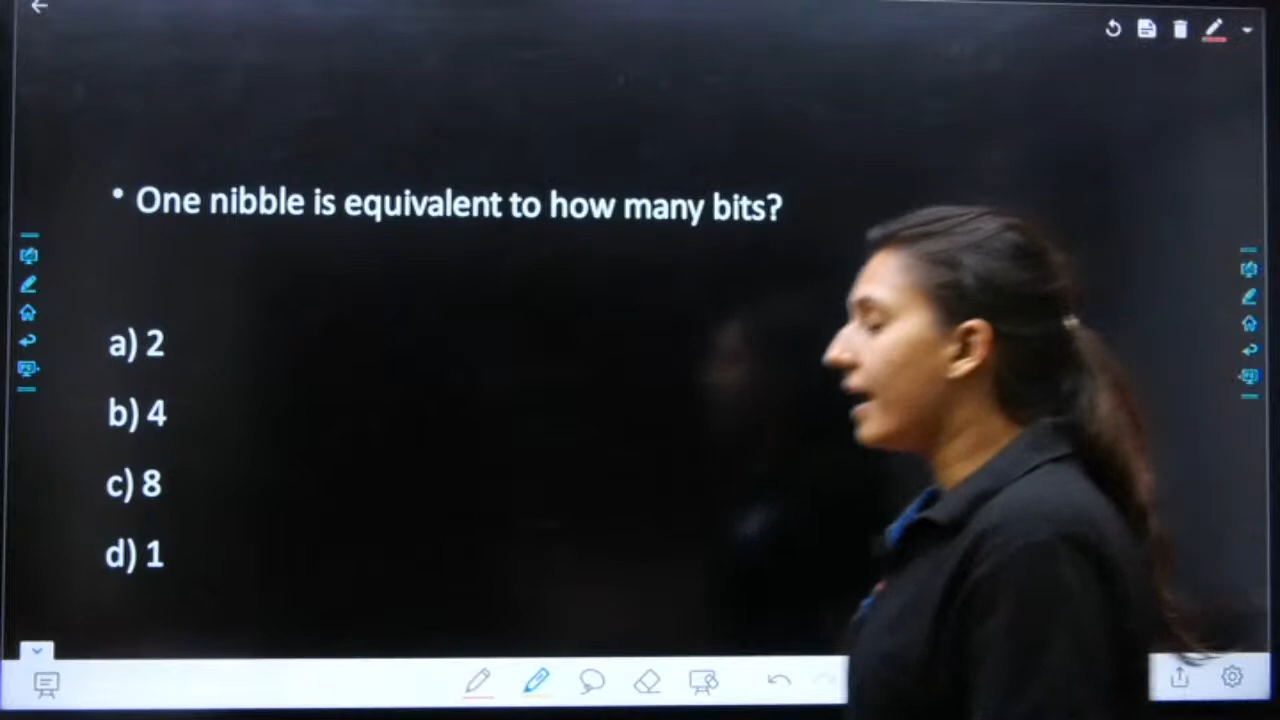 • One nibble is equivalent to how many bits?
a) 2
b) 4
c) 8
d) 1